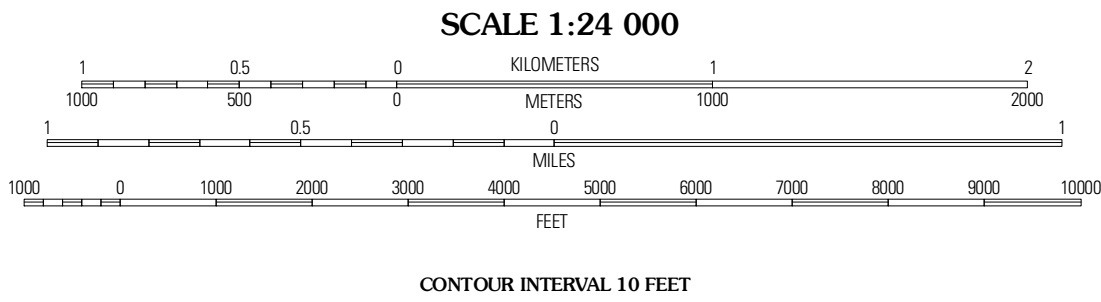 SCALE 1:24 000
1 0.5 0 KILOMETERS 1 2
1000 500 0 METERS 1000 2000
1 0.5 0 1
MILES
1000 0 1000 2000 3000 4000 5000 6000 7000 8000 9000 10000
FEET
CONTOUR INTERVAL 10 FEET